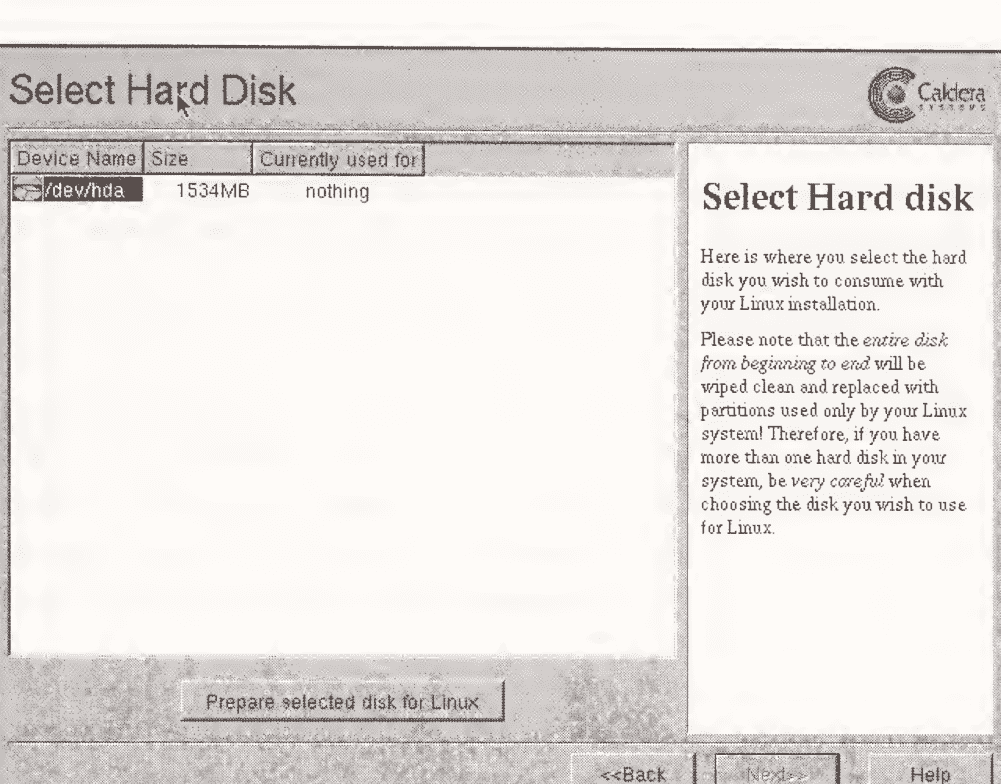 Select Hard Disk
Caldera
SYSTEMS
Device Name Size Currently used for
/dev/hda 1534MB nothing
Select Hard disk
Here is where you select the hard
disk you wish to consume with
your Linux installation.
Please note that the entire disk
from beginning to end will be
wiped clean and replaced with
partitions used only by your Linux
system! Therefore, if you have
more than one hard disk in your
system, be very careful when
choosing the disk you wish to use
for Linux.
Prepare selected disk for Linux
<<Back Next>> Help